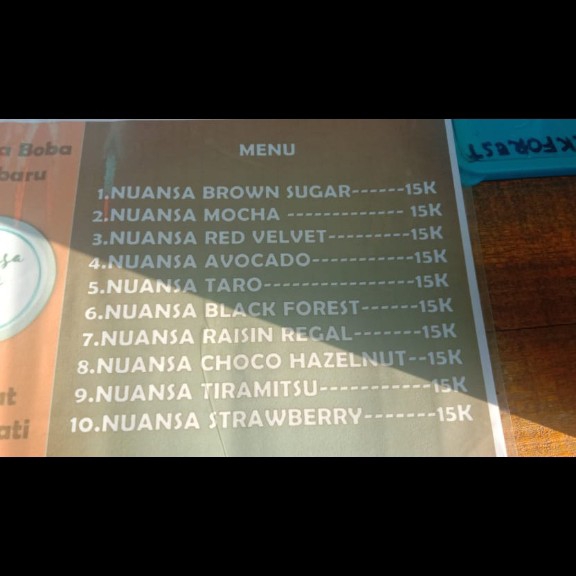 a Boba
baru
MENU
1.NUANSA BROWN SUGAR------15K
2.NUANSA MOCHA ------------ 15K
3.NUANSA RED VELVET---------15K
4.NUANSA AVOCADO-----------15K
5.NUANSA TARO----------------15K
6.NUANSA BLACK FOREST------15K
7.NUANSA RAISIN REGAL-------15K
8.NUANSA CHOCO HAZELNUT--15K
9.NUANSA TIRAMITSU-----------15K
10.NUANSA STRAWBERRY-------15K
ati
KFOREST